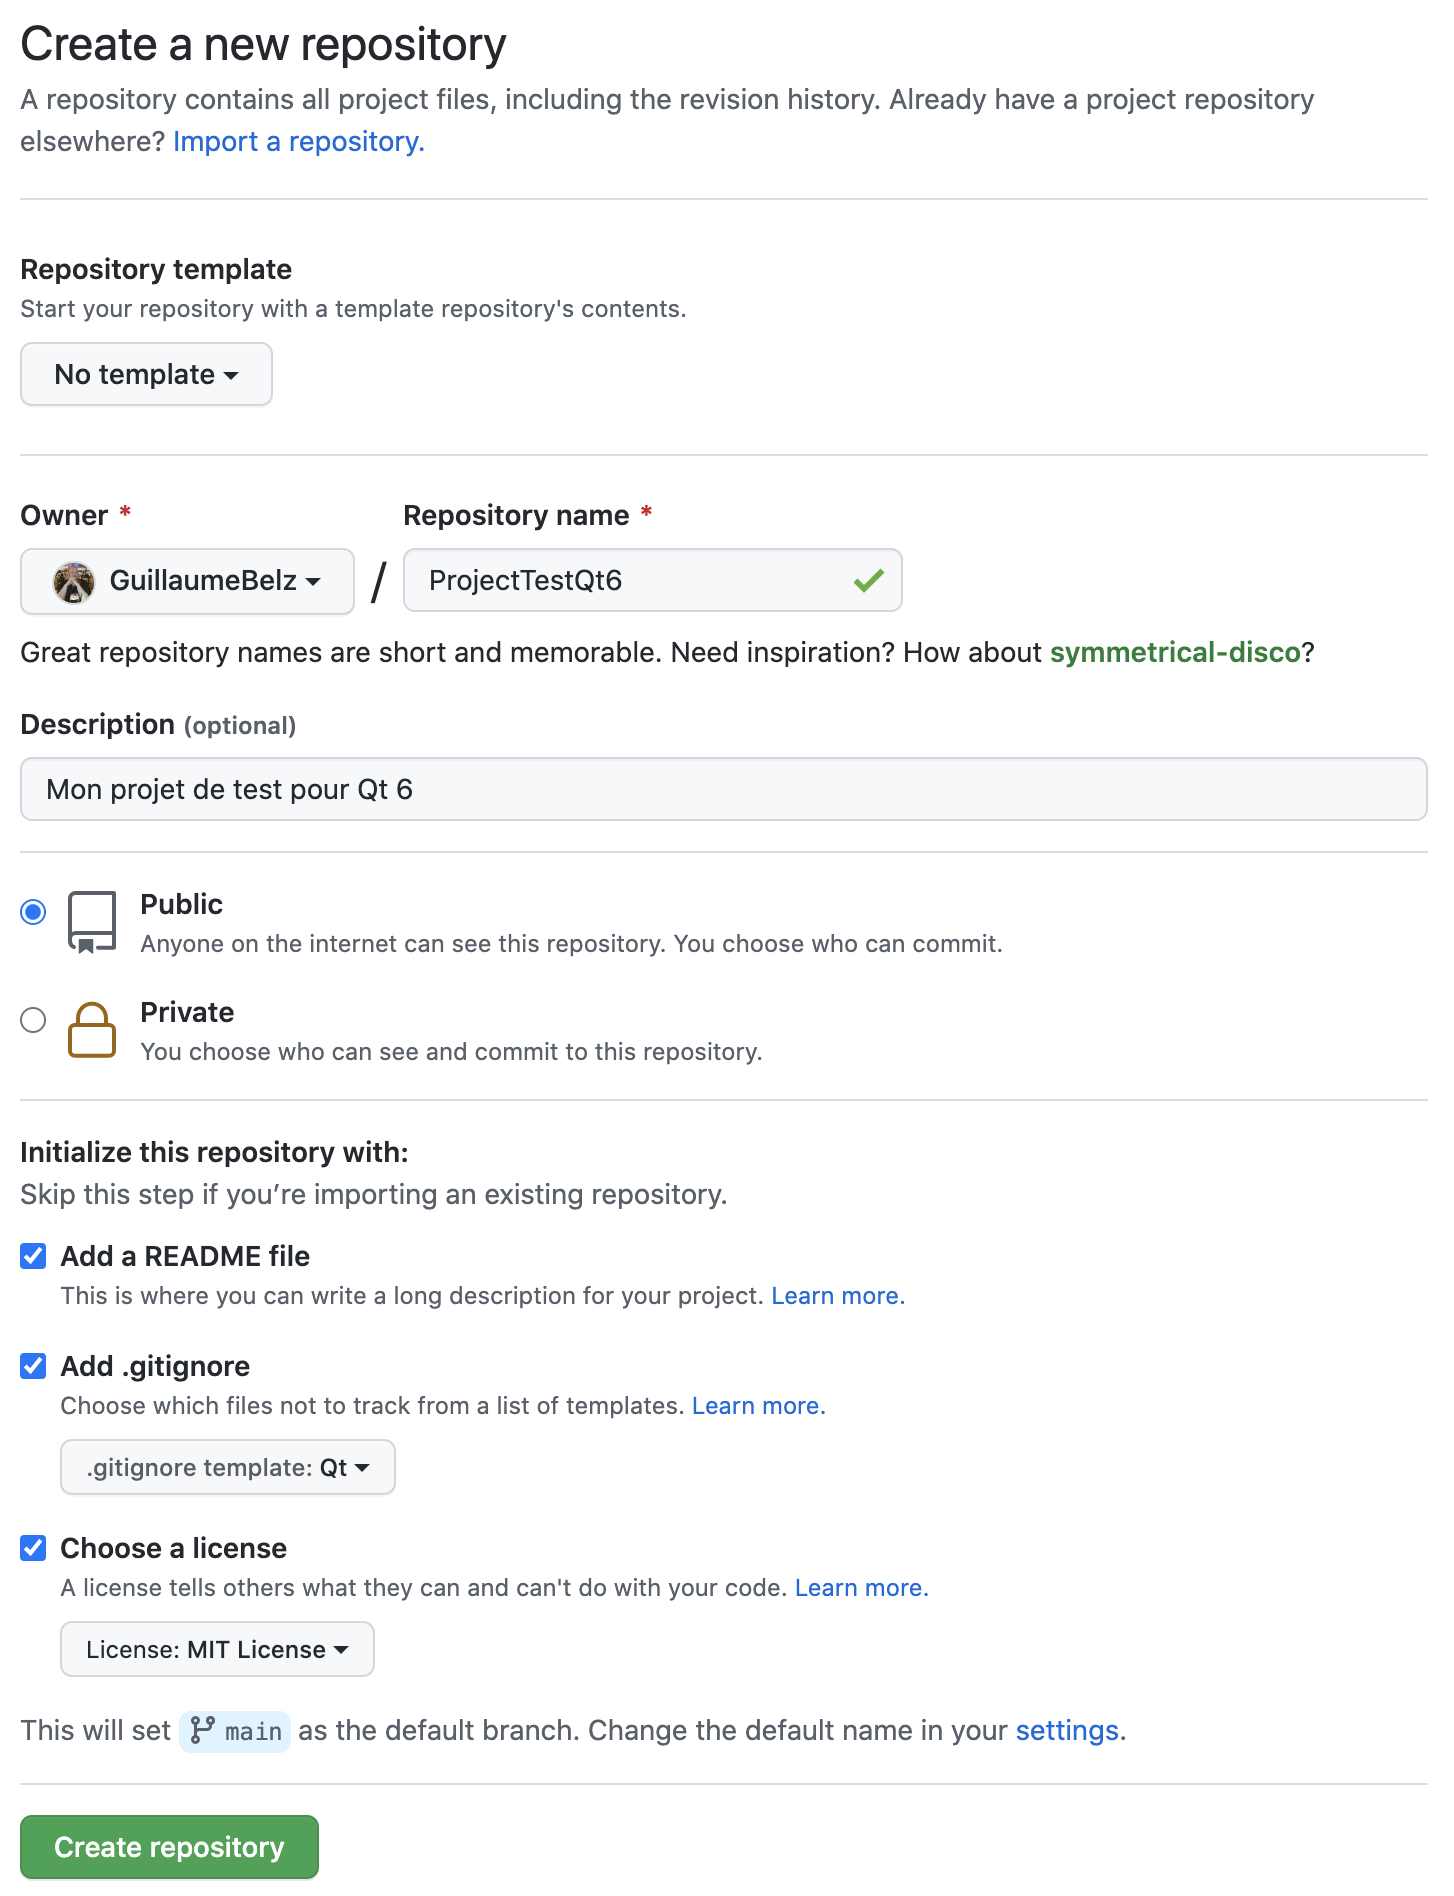 Create a new repository
A repository contains all project files, including the revision history. Already have a project repository
elsewhere? Import a repository.
Repository template
Start your repository with a template repository's contents.
No template
Owner * Repository name *
GuillaumeBelz / ProjectTestQt6
Great repository names are short and memorable. Need inspiration? How about symmetrical-disco?
Description (optional)
Mon projet de test pour Qt 6
Public
Anyone on the internet can see this repository. You choose who can commit.
Private
You choose who can see and commit to this repository.
Initialize this repository with:
Skip this step if you’re importing an existing repository.
Add a README file
This is where you can write a long description for your project. Learn more.
Add .gitignore
Choose which files not to track from a list of templates. Learn more.
.gitignore template: Qt
Choose a license
A license tells others what they can and can't do with your code. Learn more.
License: MIT License
This will set main as the default branch. Change the default name in your settings.
Create repository